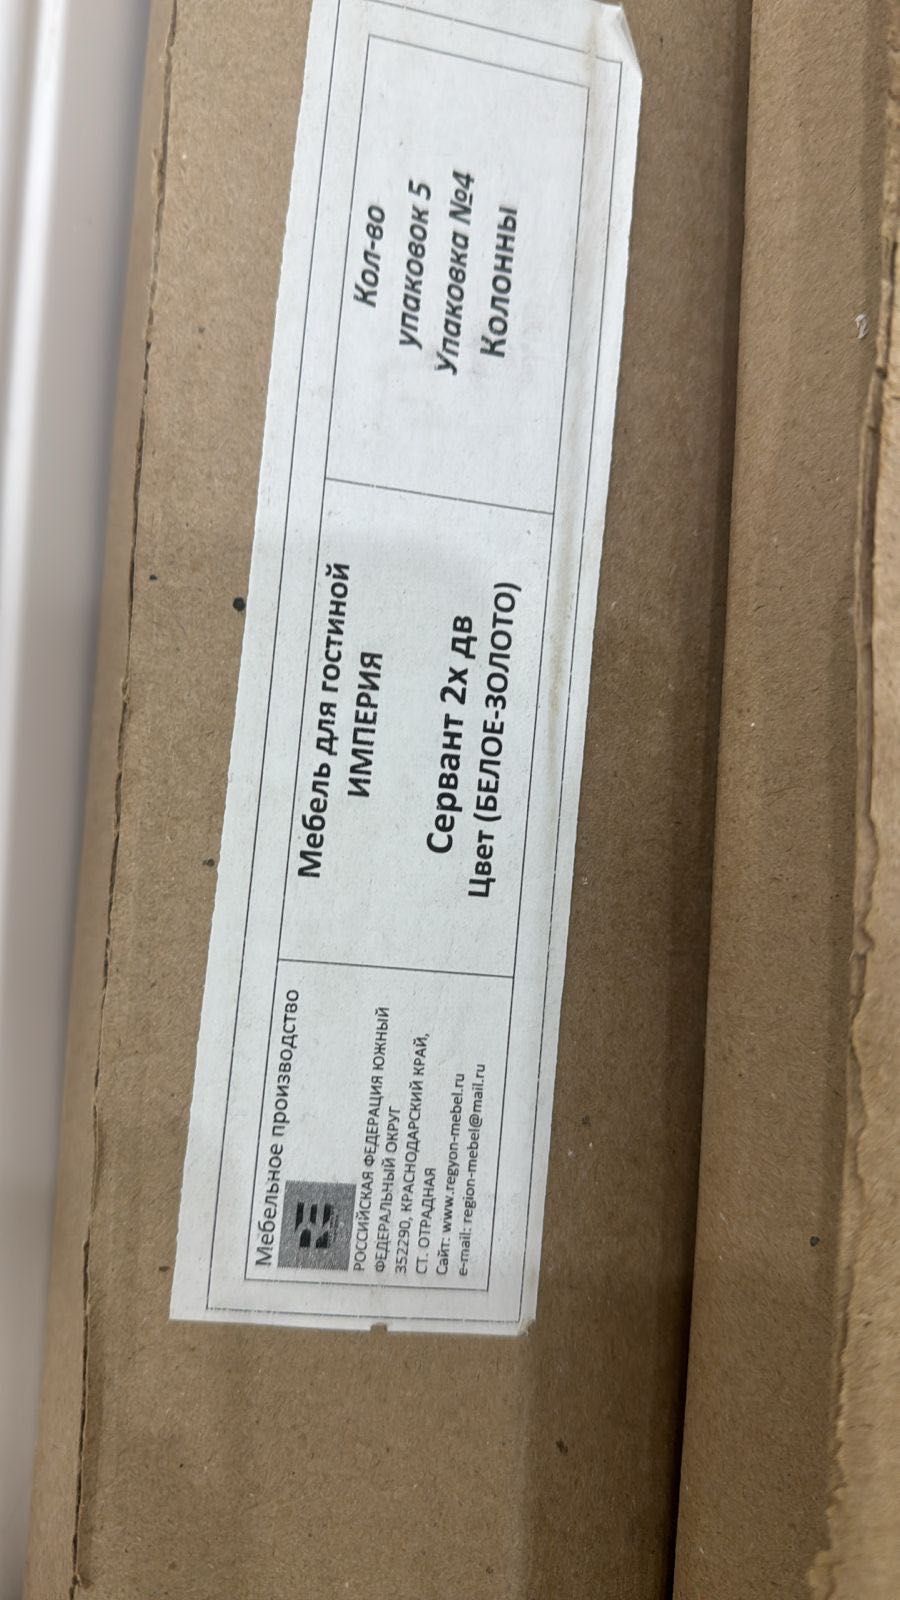 Мебельное производство
РОССИЙСКАЯ ФЕДЕРАЦИЯ ЮЖНЫЙ
ФЕДЕРАЛЬНЫЙ ОКРУГ
352290, КРАСНОДАРСКИЙ КРАЙ,
СТ. ОТРАДНАЯ
Сайт: www.regyon-mebel.ru
e-mail: region-mebel@mail.ru
Мебель для гостиной
ИМПЕРИЯ
Сервант 2х дв
Цвет (БЕЛОЕ-ЗОЛОТО)
Кол-во
упаковок 5
Упаковка №4
Колонны